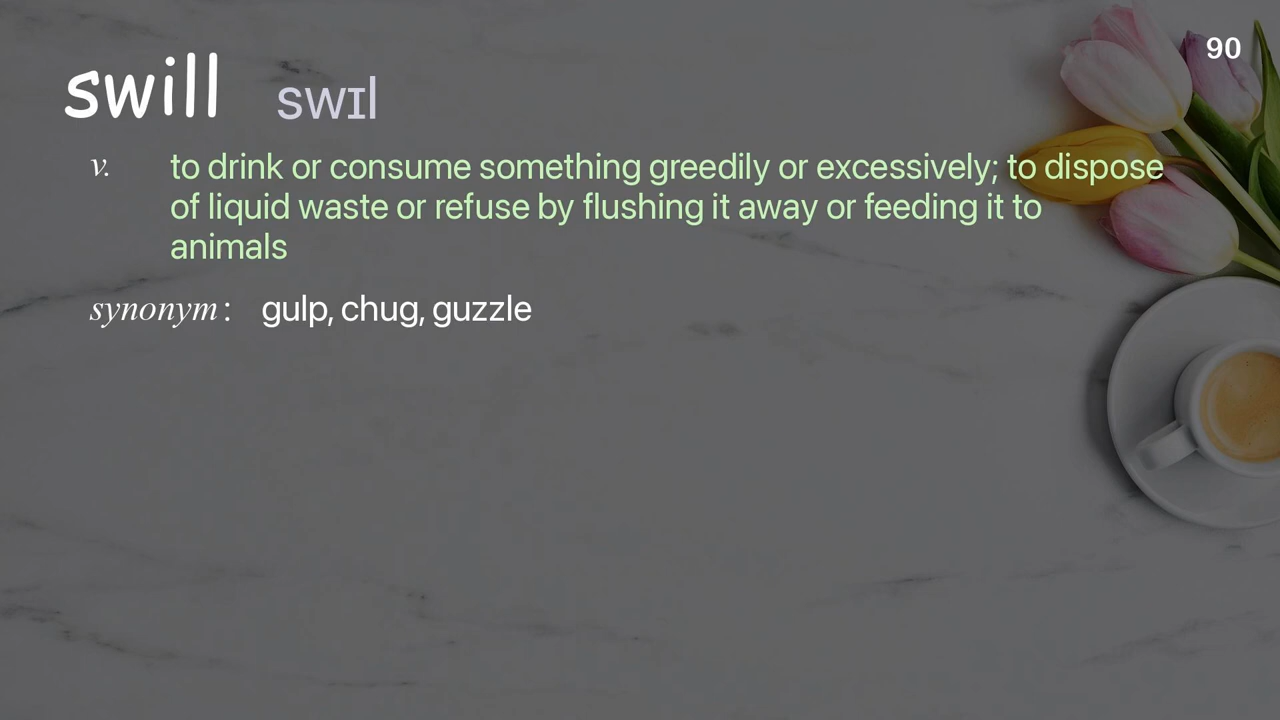 90
swill swɪl
v. to drink or consume something greedily or excessively; to dispose
of liquid waste or refuse by flushing it away or feeding it to
animals
synonym: gulp, chug, guzzle